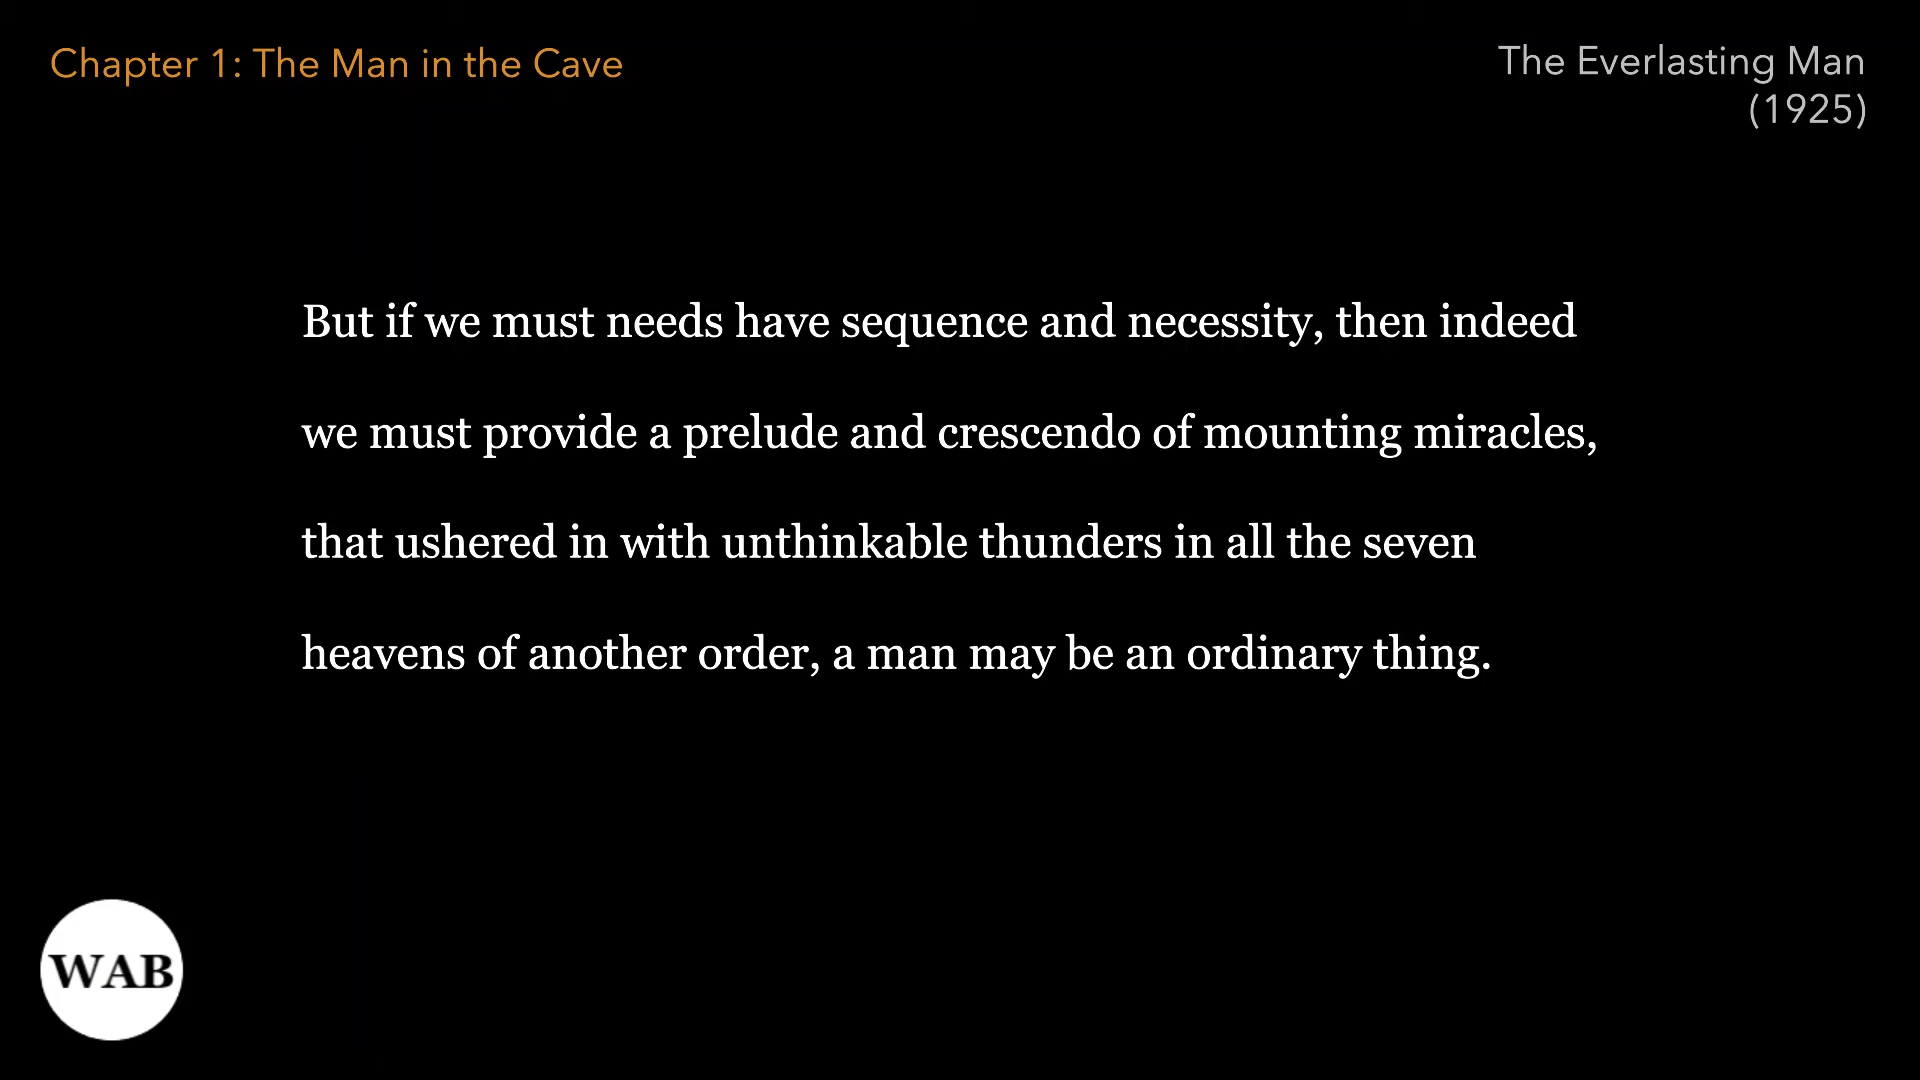 Chapter 1: The Man in the Cave
The Everlasting Man
(1925)
But if we must needs have sequence and necessity, then indeed
we must provide a prelude and crescendo of mounting miracles,
that ushered in with unthinkable thunders in all the seven
heavens of another order, a man may be an ordinary thing.
WAB